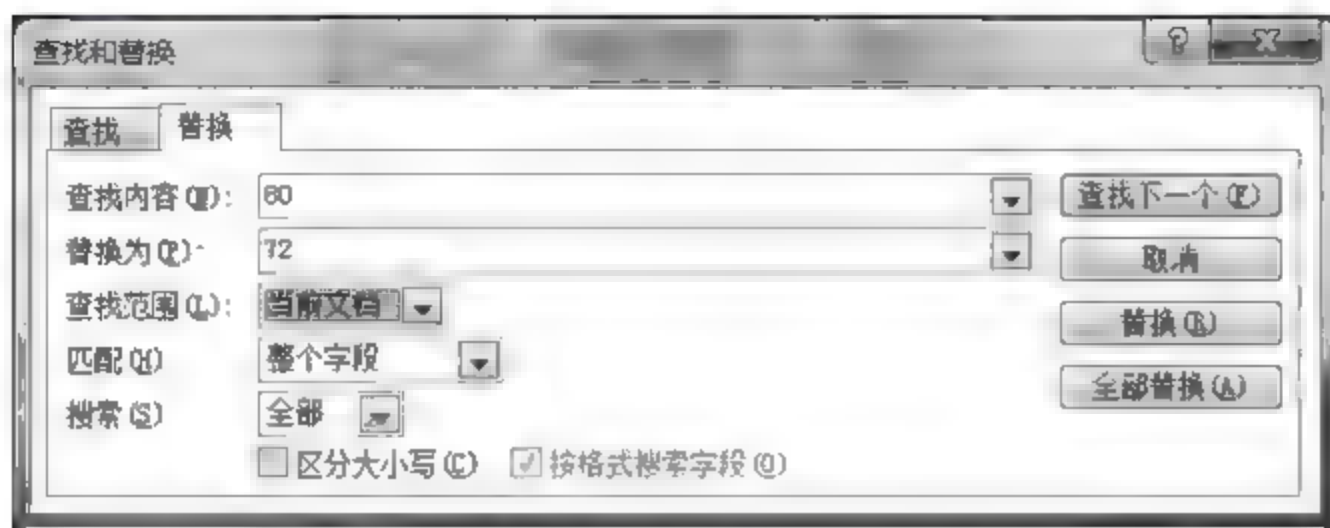 查找和替换
查找 替换
查找内容(N): 60 查找下一个(F)
替换为(P): 72 取消
查找范围(L): 当前文档 替换(R)
匹配(H) 整个字段 全部替换(A)
搜索(S) 全部
区分大小写(C) 按格式搜索字段(O)